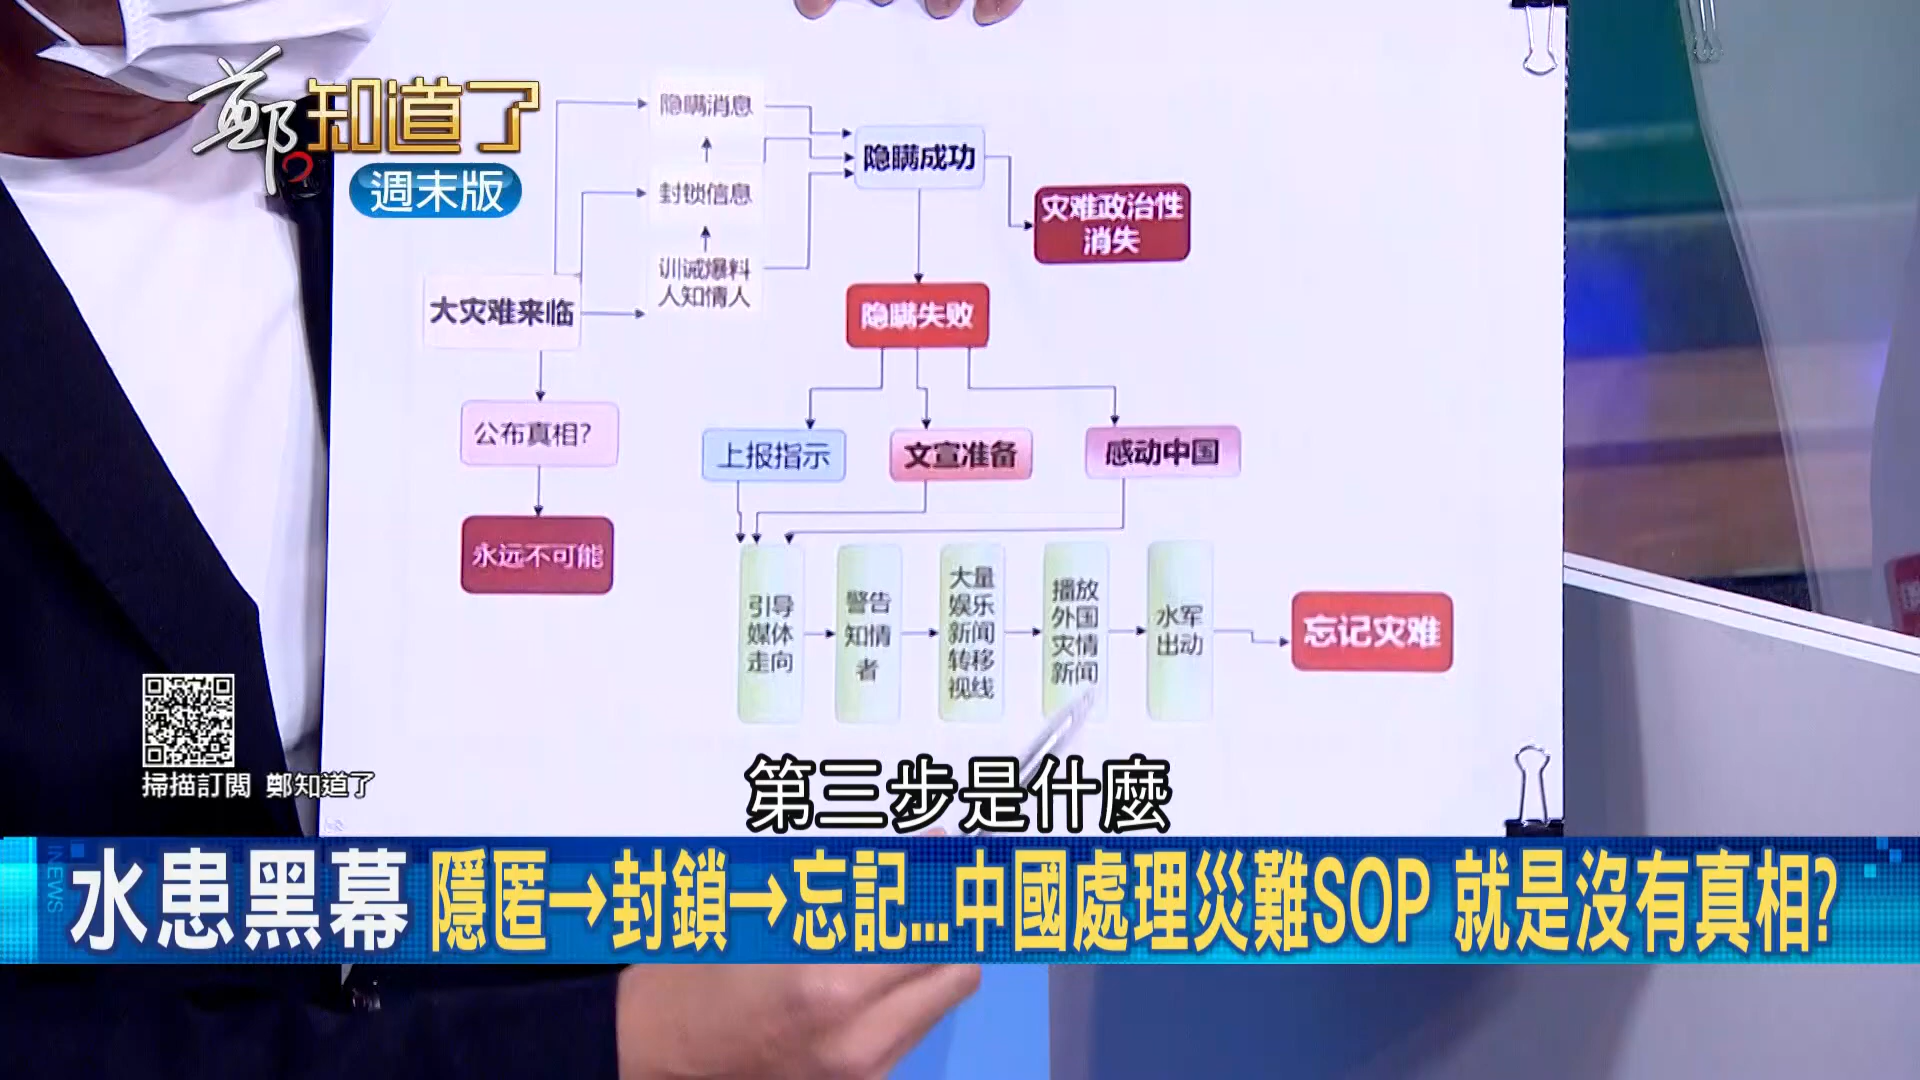 鄭知道了
週末版
隐瞒消息
封锁信息
训诫爆料
人知情人
隐瞒成功
灾难政治性
消失
大灾难来临
隐瞒失败
公布真相?
永远不可能
上报指示
文宣准备
感动中国
引导
媒体
走向
警告
知情
者
大量
娱乐
新闻
转移
视线
播放
外国
灾情
新闻
水军
出动
忘记灾难
掃描訂閱 鄭知道了
第三步是什麼
iNEWS
水患黑幕 隱匿→封鎖→忘記...中國處理災難SOP 就是沒有真相?